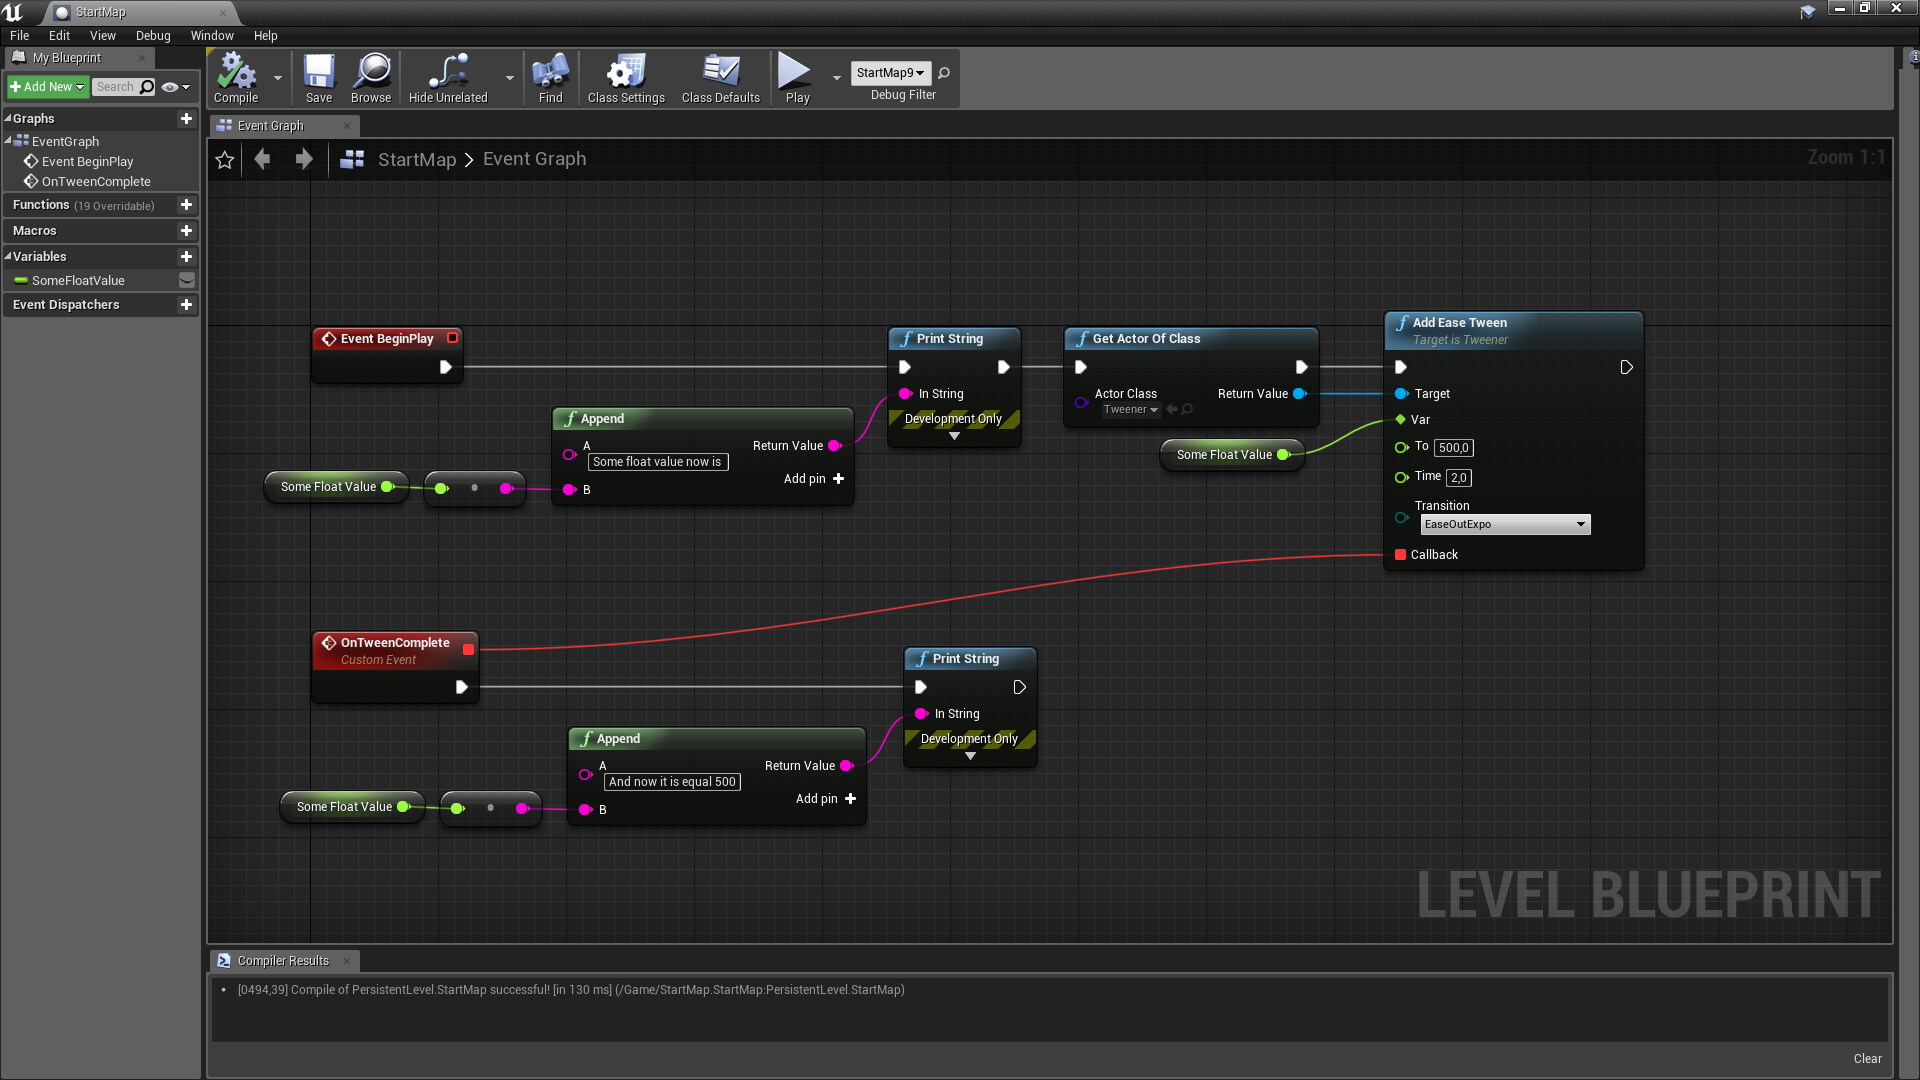 StartMap
File Edit View Debug Window Help
My Blueprint
Add New Search
Graphs
EventGraph
Event BeginPlay
OnTweenComplete
Functions (19 Overridable)
Macros
Variables
SomeFloatValue
Event Dispatchers
Compile Save Browse Hide Unrelated Find Class Settings Class Defaults Play
StartMap9
Debug Filter
Event Graph
StartMap > Event Graph
Zoom 1:1
Event BeginPlay
Print String
In String
Development Only
Get Actor Of Class
Actor Class
Tweener
Return Value
Add Ease Tween
Target is Tweener
Target
Var
To 500,0
Time 2,0
Transition
EaseOutExpo
Callback
Some Float Value
Append
A
Some float value now is
Return Value
Add pin
B
Some Float Value
OnTweenComplete
Custom Event
Print String
In String
Development Only
Append
A
And now it is equal 500
Return Value
Add pin
B
Some Float Value
LEVEL BLUEPRINT
Compiler Results
[0494,39] Compile of PersistentLevel.StartMap successful! [in 130 ms] (/Game/StartMap.StartMap:PersistentLevel.StartMap)
Clear